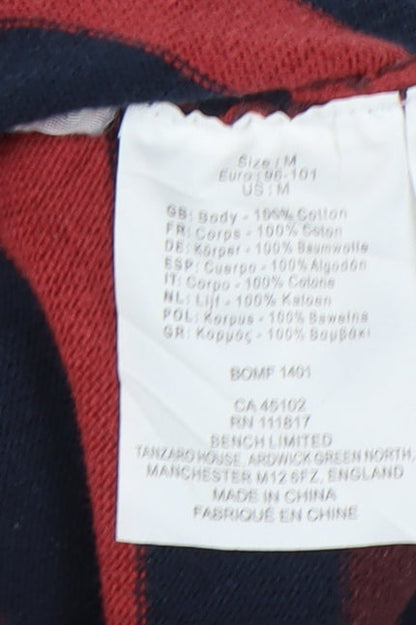 Size : M
Euro : 96-101
US : M
GB: Body - 100% Cotton
FR: Corps - 100% Coton
DE: Körper - 100% Baumwolle
ESP: Cuerpo - 100% Algodón
IT: Corpo - 100% Cotone
NL: Lijf - 100% Katoen
POL: Korpus - 100% Bawełna
GR: Κορμός - 100% Βαμβάκι
BOMF 1401
CA 45102
RN 111817
BENCH LIMITED
TANZARO HOUSE, ARDWICK GREEN NORTH,
MANCHESTER M12 6FZ, ENGLAND
MADE IN CHINA
FABRIQUÉ EN CHINE